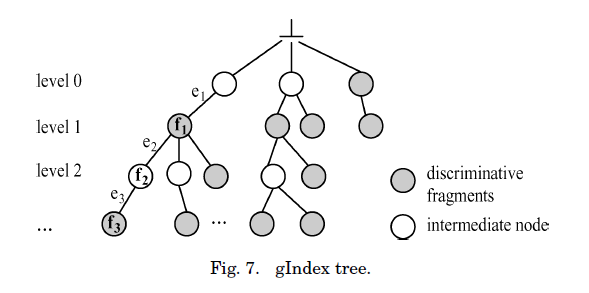 level 0
e1
level 1
f1
e2
level 2
f2
discriminative
fragments
e3
...
f3
...
intermediate node
Fig. 7. gIndex tree.